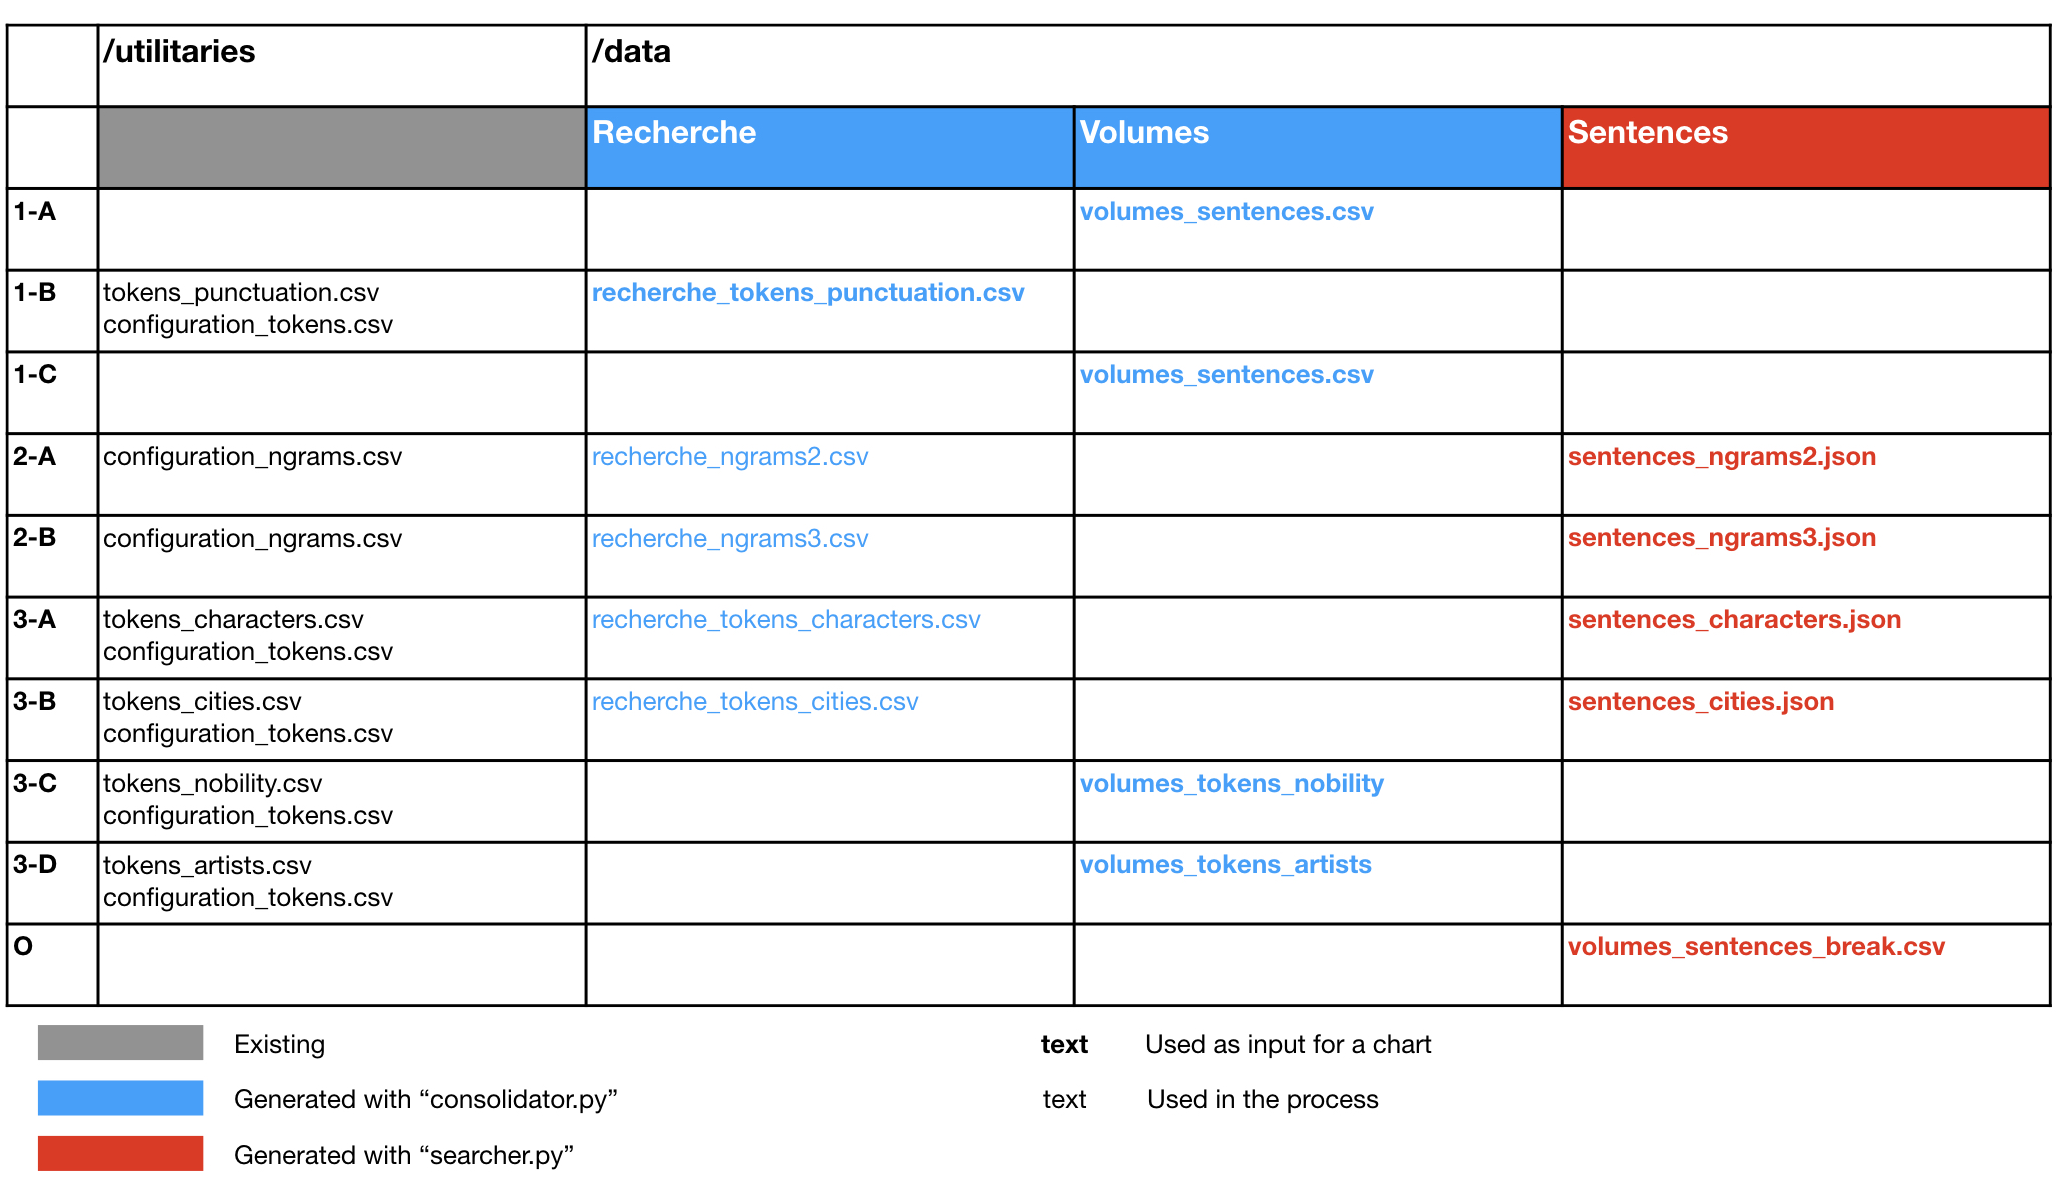 /utilitaries /data
Recherche Volumes Sentences
1-A volumes_sentences.csv
1-B tokens_punctuation.csv recherche_tokens_punctuation.csv
configuration_tokens.csv
1-C volumes_sentences.csv
2-A configuration_ngrams.csv recherche_ngrams2.csv sentences_ngrams2.json
2-B configuration_ngrams.csv recherche_ngrams3.csv sentences_ngrams3.json
3-A tokens_characters.csv recherche_tokens_characters.csv sentences_characters.json
configuration_tokens.csv
3-B tokens_cities.csv recherche_tokens_cities.csv sentences_cities.json
configuration_tokens.csv
3-C tokens_nobility.csv volumes_tokens_nobility
configuration_tokens.csv
3-D tokens_artists.csv volumes_tokens_artists
configuration_tokens.csv
O volumes_sentences_break.csv
Existing text Used as input for a chart
Generated with “consolidator.py” text Used in the process
Generated with “searcher.py”